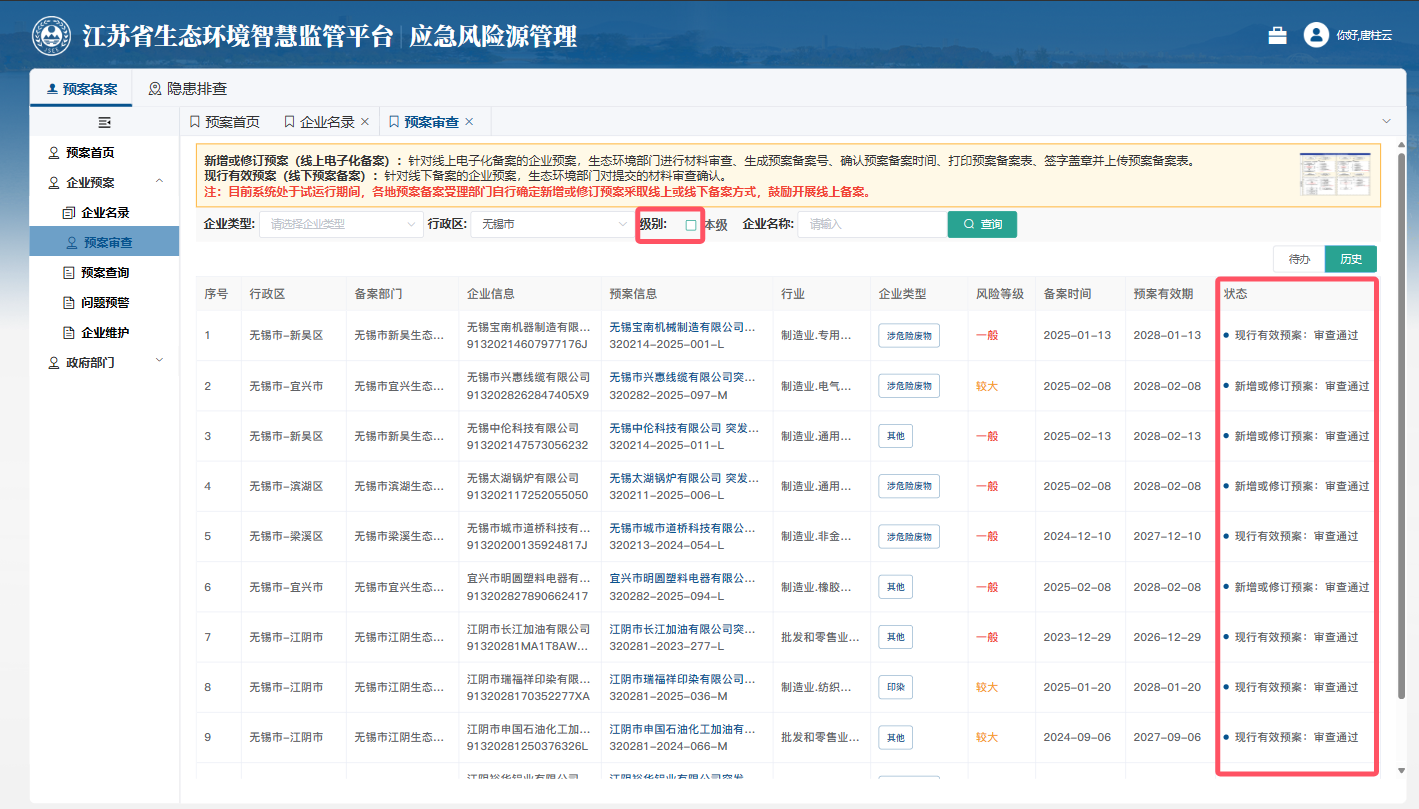 江苏省生态环境智慧监管平台 应急风险源管理
你好,唐柱云
预案备案 隐患排查
预案首页 企业名录 预案审查
预案首页
企业预案
企业名录
预案审查
预案查询
问题预警
企业维护
政府部门
新增或修订预案（线上电子化备案）：针对线上电子化备案的企业预案，生态环境部门进行材料审查、生成预案备案号、确认预案备案时间、打印预案备案表、签字盖章并上传预案备案表。
现行有效预案（线下预案备案）：针对线下备案的企业预案，生态环境部门对提交的材料审查确认。
注：目前系统处于试运行期间，各地预案备案受理部门自行确定新增或修订预案采取线上或线下备案方式，鼓励开展线上备案。
企业类型: 请选择企业类型 行政区: 无锡市 级别: 本级 企业名称: 请输入 查询
待办 历史
序号 行政区 备案部门 企业信息 预案信息 行业 企业类型 风险等级 备案时间 预案有效期 状态
1 无锡市-新吴区 无锡市新吴生态... 无锡宝南机器制造有限... 无锡宝南机械制造有限公司... 制造业.专用... 涉危险废物 一般 2025-01-13 2028-01-13 现行有效预案：审查通过
91320214607977176J 320214-2025-001-L
2 无锡市-宜兴市 无锡市宜兴生态... 无锡市兴惠线缆有限公司 无锡市兴惠线缆有限公司突... 制造业.电气... 涉危险废物 较大 2025-02-08 2028-02-08 新增或修订预案：审查通过
9132028262847405X9 320282-2025-097-M
3 无锡市-新吴区 无锡市新吴生态... 无锡中伦科技有限公司 无锡中伦科技有限公司 突发... 制造业.通用... 其他 一般 2025-02-13 2028-02-13 新增或修订预案：审查通过
913202147573056232 320214-2025-011-L
4 无锡市-滨湖区 无锡市滨湖生态... 无锡太湖锅炉有限公司 无锡太湖锅炉有限公司 突发... 制造业.通用... 涉危险废物 一般 2025-02-08 2028-02-08 新增或修订预案：审查通过
913202117252055050 320211-2025-006-L
5 无锡市-梁溪区 无锡市梁溪生态... 无锡市城市道桥科技有... 无锡市城市道桥科技有限公... 制造业.非金... 涉危险废物 一般 2024-12-10 2027-12-10 现行有效预案：审查通过
91320200135924817J 320213-2024-054-L
6 无锡市-宜兴市 无锡市宜兴生态... 宜兴市明圆塑料电器有... 宜兴市明圆塑料电器有限公... 制造业.橡胶... 其他 一般 2025-02-08 2028-02-08 新增或修订预案：审查通过
913202827890662417 320282-2025-094-L
7 无锡市-江阴市 无锡市江阴生态... 江阴市长江加油有限公司 江阴市长江加油有限公司突... 批发和零售业... 其他 一般 2023-12-29 2026-12-29 现行有效预案：审查通过
91320281MA1T8AW... 320281-2023-277-L
8 无锡市-江阴市 无锡市江阴生态... 江阴市瑞福祥印染有限... 江阴市瑞福祥印染有限公司... 制造业.纺织... 印染 较大 2025-01-20 2028-01-20 现行有效预案：审查通过
9132028170352277XA 320281-2025-036-M
9 无锡市-江阴市 无锡市江阴生态... 江阴市申国石油化工加... 江阴市申国石油化工加油有... 批发和零售业... 其他 较大 2024-09-06 2027-09-06 现行有效预案：审查通过
91320281250376326L 320281-2024-066-M